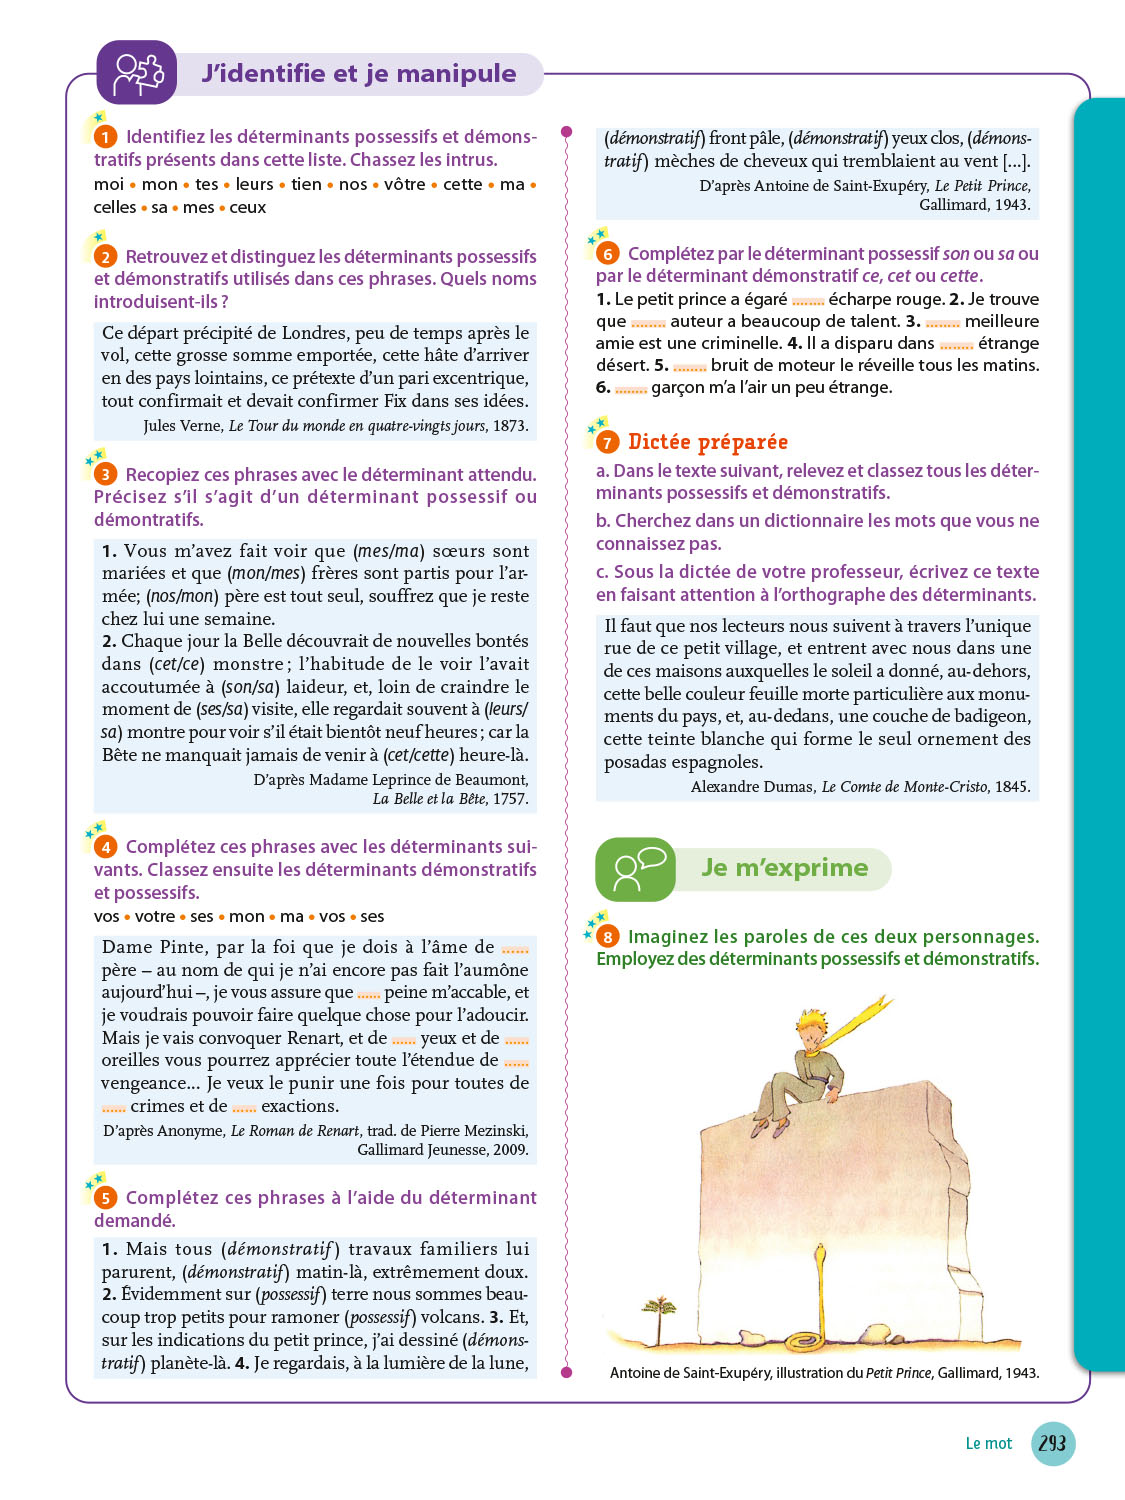 J'identifie et je manipule
1 Identifiez les déterminants possessifs et démons-
tratifs présents dans cette liste. Chassez les intrus.
moi • mon • tes • leurs • tien • nos • vôtre • cette • ma •
celles • sa • mes • ceux
2 Retrouvez et distinguez les déterminants possessifs
et démonstratifs utilisés dans ces phrases. Quels noms
introduisent-ils ?
Ce départ précipité de Londres, peu de temps après le
vol, cette grosse somme emportée, cette hâte d'arriver
en des pays lointains, ce prétexte d'un pari excentrique,
tout confirmait et devait confirmer Fix dans ses idées.
Jules Verne, Le Tour du monde en quatre-vingts jours, 1873.
3 Recopiez ces phrases avec le déterminant attendu.
Précisez s'il s'agit d'un déterminant possessif ou
démontratifs.
1. Vous m'avez fait voir que (mes/ma) sœurs sont
mariées et que (mon/mes) frères sont partis pour l'ar-
mée; (nos/mon) père est tout seul, souffrez que je reste
chez lui une semaine.
2. Chaque jour la Belle découvrait de nouvelles bontés
dans (cet/ce) monstre ; l'habitude de le voir l'avait
accoutumée à (son/sa) laideur, et, loin de craindre le
moment de (ses/sa) visite, elle regardait souvent à (leurs/
sa) montre pour voir s'il était bientôt neuf heures ; car la
Bête ne manquait jamais de venir à (cet/cette) heure-là.
D'après Madame Leprince de Beaumont,
La Belle et la Bête, 1757.
4 Complétez ces phrases avec les déterminants sui-
vants. Classez ensuite les déterminants démonstratifs
et possessifs.
vos • votre • ses • mon • ma • vos • ses
Dame Pinte, par la foi que je dois à l'âme de ......
père – au nom de qui je n'ai encore pas fait l'aumône
aujourd'hui –, je vous assure que ...... peine m'accable, et
je voudrais pouvoir faire quelque chose pour l'adoucir.
Mais je vais convoquer Renart, et de ...... yeux et de ......
oreilles vous pourrez apprécier toute l'étendue de ......
vengeance... Je veux le punir une fois pour toutes de
...... crimes et de ...... exactions.
D'après Anonyme, Le Roman de Renart, trad. de Pierre Mezinski,
Gallimard Jeunesse, 2009.
5 Complétez ces phrases à l'aide du déterminant
demandé.
1. Mais tous (démonstratif) travaux familiers lui
parurent, (démonstratif) matin-là, extrêmement doux.
2. Évidemment sur (possessif) terre nous sommes beau-
coup trop petits pour ramoner (possessif) volcans. 3. Et,
sur les indications du petit prince, j'ai dessiné (démons-
tratif) planète-là. 4. Je regardais, à la lumière de la lune,
(démonstratif) front pâle, (démonstratif) yeux clos, (démons-
tratif) mèches de cheveux qui tremblaient au vent [...].
D'après Antoine de Saint-Exupéry, Le Petit Prince,
Gallimard, 1943.
6 Complétez par le déterminant possessif son ou sa ou
par le déterminant démonstratif ce, cet ou cette.
1. Le petit prince a égaré ........ écharpe rouge. 2. Je trouve
que ........ auteur a beaucoup de talent. 3. ........ meilleure
amie est une criminelle. 4. Il a disparu dans ........ étrange
désert. 5. ........ bruit de moteur le réveille tous les matins.
6. ........ garçon m'a l'air un peu étrange.
7 Dictée préparée
a. Dans le texte suivant, relevez et classez tous les déter-
minants possessifs et démonstratifs.
b. Cherchez dans un dictionnaire les mots que vous ne
connaissez pas.
c. Sous la dictée de votre professeur, écrivez ce texte
en faisant attention à l'orthographe des déterminants.
Il faut que nos lecteurs nous suivent à travers l'unique
rue de ce petit village, et entrent avec nous dans une
de ces maisons auxquelles le soleil a donné, au-dehors,
cette belle couleur feuille morte particulière aux monu-
ments du pays, et, au-dedans, une couche de badigeon,
cette teinte blanche qui forme le seul ornement des
posadas espagnoles.
Alexandre Dumas, Le Comte de Monte-Cristo, 1845.
Je m'exprime
8 Imaginez les paroles de ces deux personnages.
Employez des déterminants possessifs et démonstratifs.
Antoine de Saint-Exupéry, illustration du Petit Prince, Gallimard, 1943.
Le mot 293